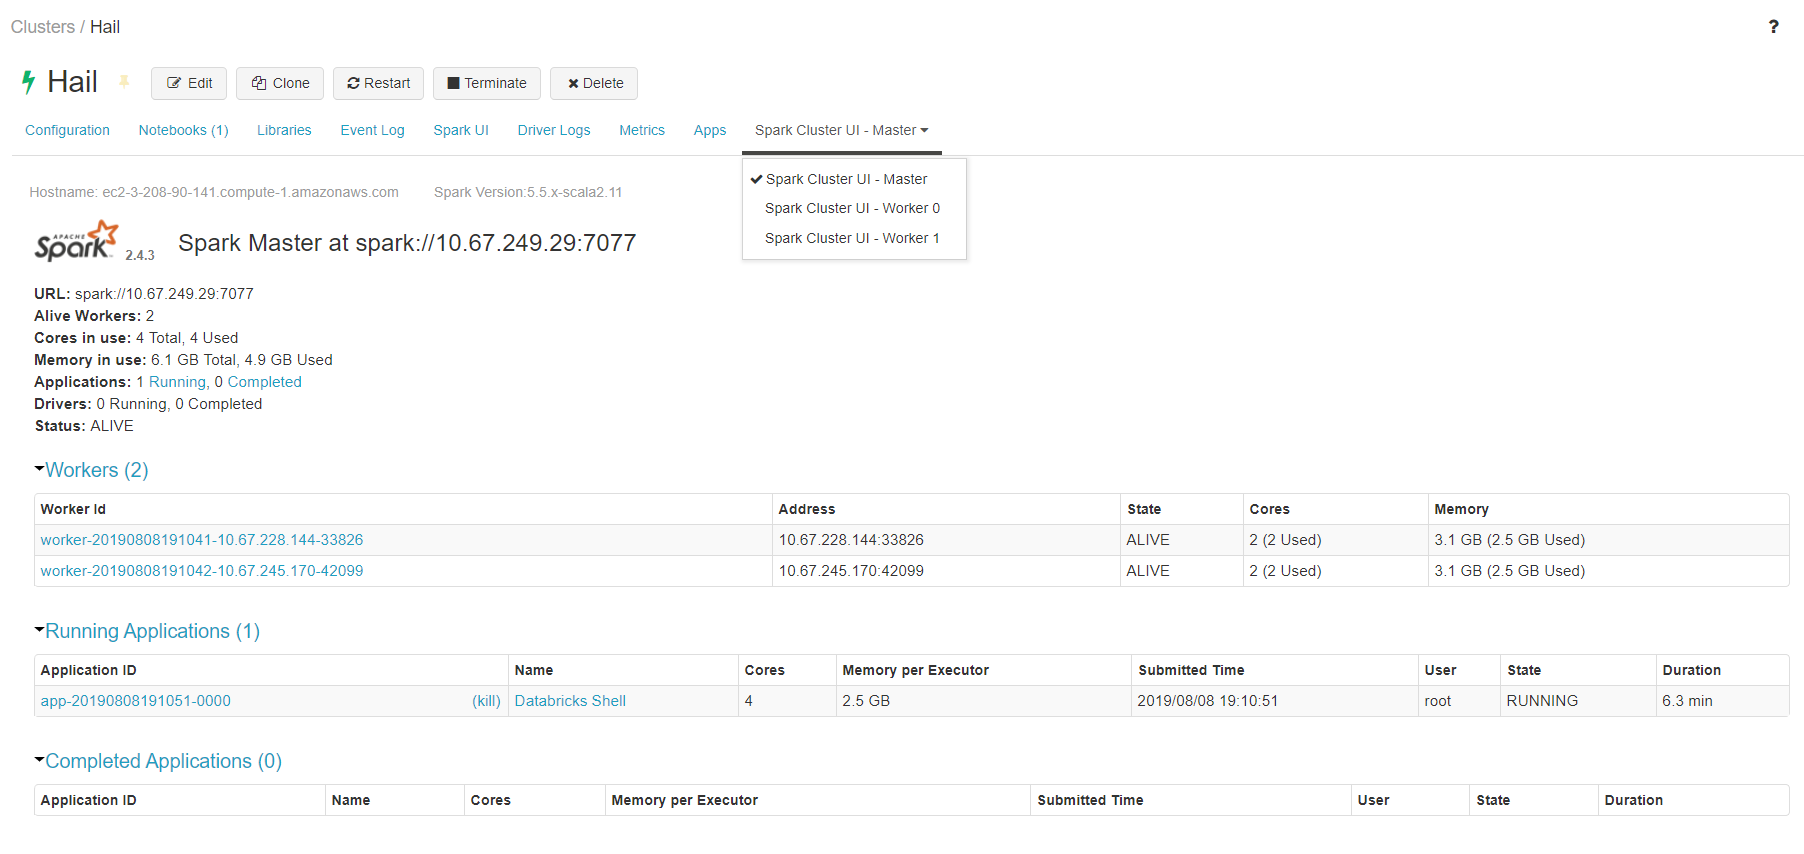 Clusters / Hail
?
Hail Edit Clone Restart Terminate Delete
Configuration Notebooks (1) Libraries Event Log Spark UI Driver Logs Metrics Apps Spark Cluster UI - Master
Spark Cluster UI - Master
Spark Cluster UI - Worker 0
Spark Cluster UI - Worker 1
Hostname: ec2-3-208-90-141.compute-1.amazonaws.com Spark Version:5.5.x-scala2.11
APACHE Spark 2.4.3 Spark Master at spark://10.67.249.29:7077
URL: spark://10.67.249.29:7077
Alive Workers: 2
Cores in use: 4 Total, 4 Used
Memory in use: 6.1 GB Total, 4.9 GB Used
Applications: 1 Running, 0 Completed
Drivers: 0 Running, 0 Completed
Status: ALIVE
Workers (2)
Worker Id Address State Cores Memory
worker-20190808191041-10.67.228.144-33826 10.67.228.144:33826 ALIVE 2 (2 Used) 3.1 GB (2.5 GB Used)
worker-20190808191042-10.67.245.170-42099 10.67.245.170:42099 ALIVE 2 (2 Used) 3.1 GB (2.5 GB Used)
Running Applications (1)
Application ID Name Cores Memory per Executor Submitted Time User State Duration
app-20190808191051-0000 (kill) Databricks Shell 4 2.5 GB 2019/08/08 19:10:51 root RUNNING 6.3 min
Completed Applications (0)
Application ID Name Cores Memory per Executor Submitted Time User State Duration